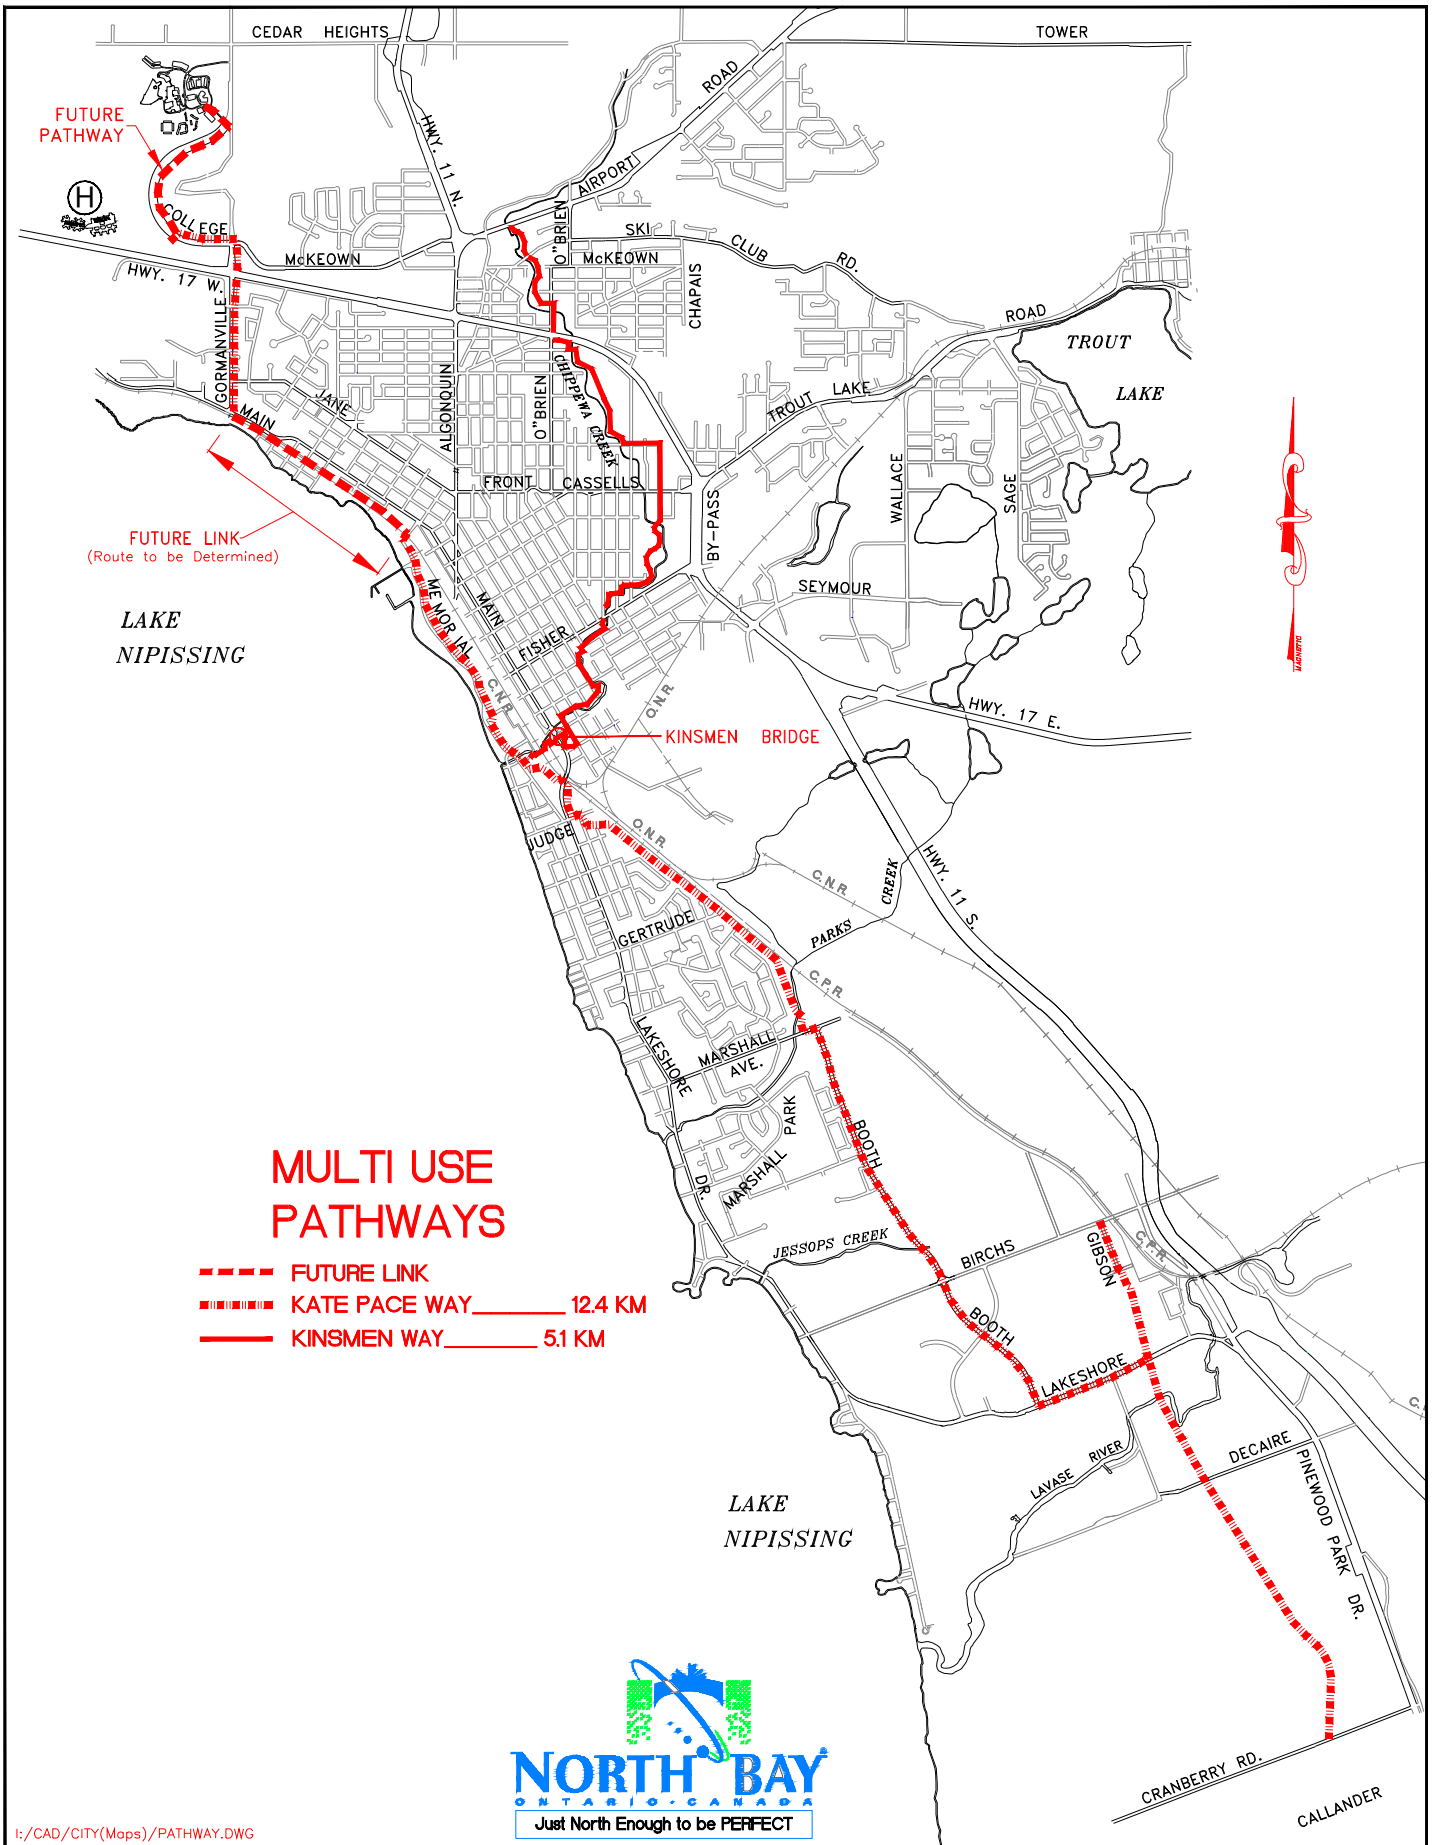 CEDAR HEIGHTS
TOWER
ROAD
FUTURE
PATHWAY
HWY. 11 N.
AIRPORT
H
COLLEGE
O"BRIEN
SKI
CLUB
RD.
McKEOWN
McKEOWN
HWY. 17 W.
CHAPAIS
GORMANVILLE
ROAD
TROUT
LAKE
CHIPPEWA CREEK
ALGONQUIN
O"BRIEN
JANE
MAIN
TROUT LAKE
FRONT
CASSELLS
WALLACE
SAGE
BY-PASS
FUTURE LINK
(Route to be Determined)
SEYMOUR
LAKE
NIPISSING
MEMORIAL
MAIN
FISHER
MAGNETIC
C.N.R.
O.N.R.
HWY. 17 E.
KINSMEN BRIDGE
JUDGE
O.N.R.
C.N.R.
CREEK
PARKS
HWY. 11 S.
GERTRUDE
C.P.R.
LAKESHORE
MARSHALL
AVE.
PARK
MARSHALL
DR.
BOOTH
MULTI USE
PATHWAYS
JESSOPS CREEK
BIRCHS
GIBSON
C.P.R.
FUTURE LINK
KATE PACE WAY________ 12.4 KM
KINSMEN WAY________ 5.1 KM
BOOTH
LAKESHORE
LAVASE RIVER
DECAIRE
PINEWOOD PARK DR.
LAKE
NIPISSING
NORTH BAY
ONTARIO·CANADA
Just North Enough to be PERFECT
CRANBERRY RD.
CALLANDER
I:/CAD/CITY(Maps)/PATHWAY.DWG